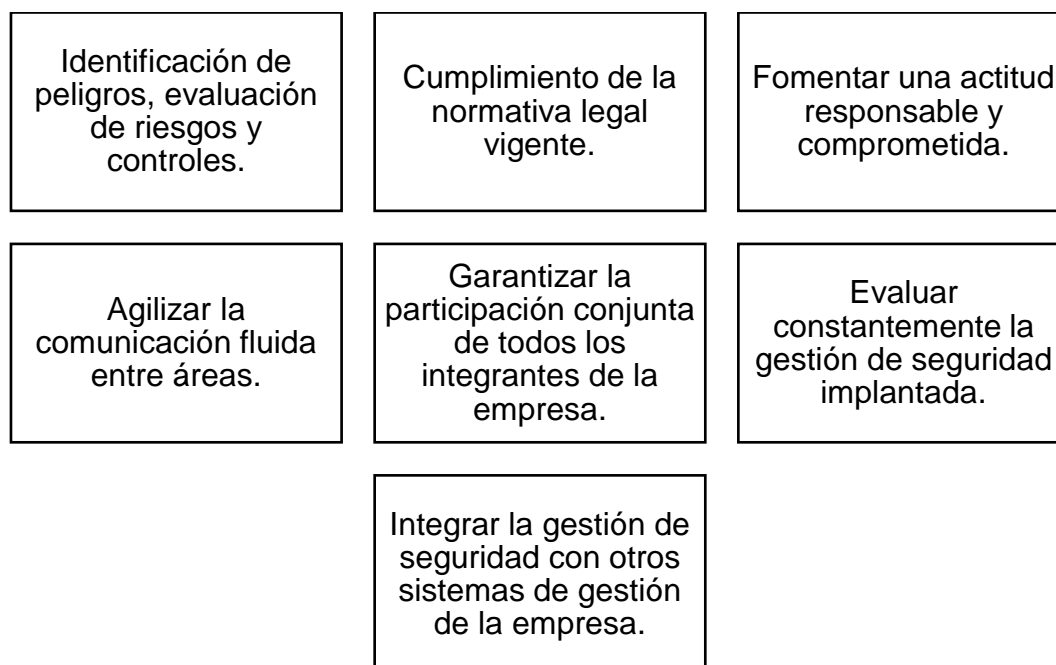 Identificación de
peligros, evaluación
de riesgos y
controles.
Cumplimiento de la
normativa legal
vigente.
Fomentar una actitud
responsable y
comprometida.
Agilizar la
comunicación fluida
entre áreas.
Garantizar la
participación conjunta
de todos los
integrantes de la
empresa.
Evaluar
constantemente la
gestión de seguridad
implantada.
Integrar la gestión de
seguridad con otros
sistemas de gestión
de la empresa.